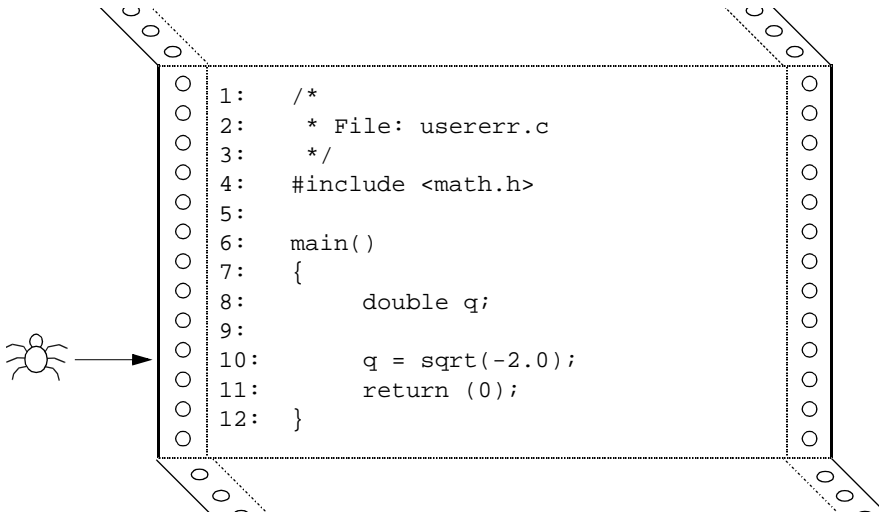 1:    /*
2:     * File: usererr.c
3:     */
4:    #include <math.h>
5:
6:    main()
7:    {
8:         double q;
9:
10:        q = sqrt(-2.0);
11:        return (0);
12:   }